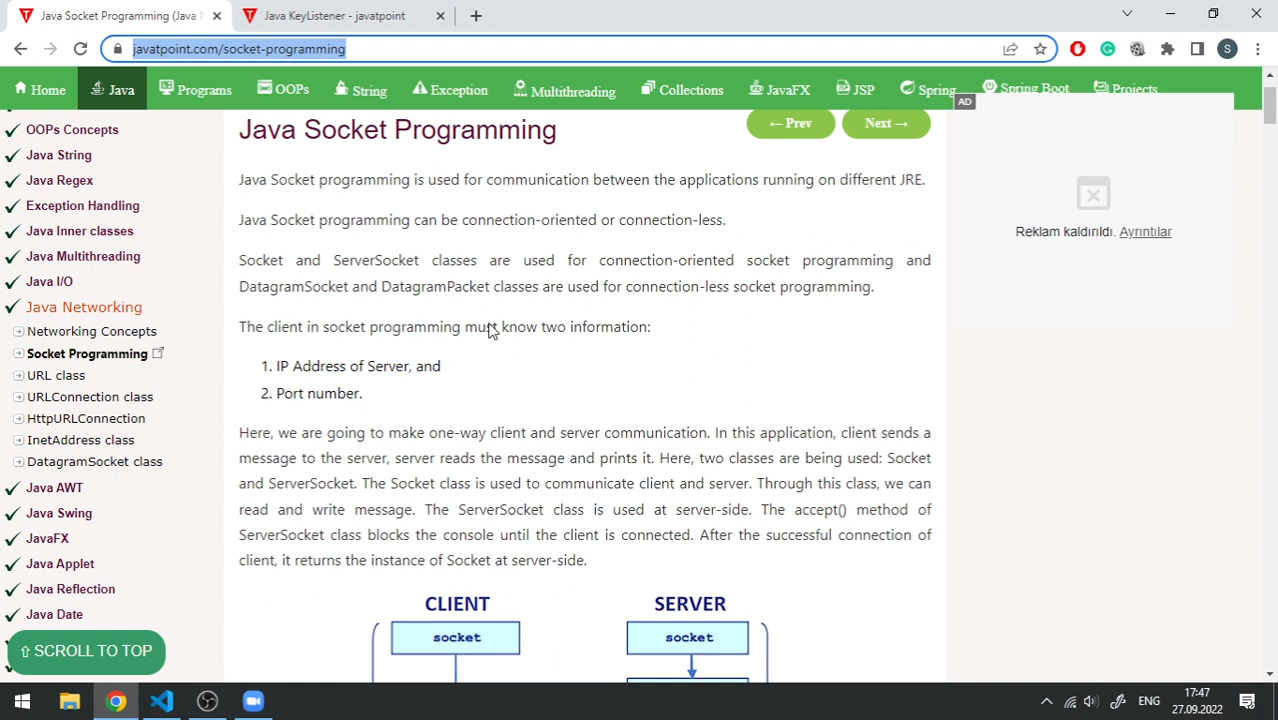 Java Socket Programming (Java
Java KeyListener - javatpoint
javatpoint.com/socket-programming
S
Home
Java
Programs
OOPs
String
Exception
Multithreading
Collections
JavaFX
JSP
Spring
Spring Boot
Projects
OOPs Concepts
Java String
Java Regex
Exception Handling
Java Inner classes
Java Multithreading
Java I/O
Java Networking
Networking Concepts
Socket Programming
URL class
URLConnection class
HttpURLConnection
InetAddress class
DatagramSocket class
Java AWT
Java Swing
JavaFX
Java Applet
Java Reflection
Java Date
⇧ SCROLL TO TOP
Java Socket Programming
← Prev
Next →
Java Socket programming is used for communication between the applications running on different JRE.
Java Socket programming can be connection-oriented or connection-less.
Socket and ServerSocket classes are used for connection-oriented socket programming and
DatagramSocket and DatagramPacket classes are used for connection-less socket programming.
The client in socket programming must know two information:
1. IP Address of Server, and
2. Port number.
Here, we are going to make one-way client and server communication. In this application, client sends a
message to the server, server reads the message and prints it. Here, two classes are being used: Socket
and ServerSocket. The Socket class is used to communicate client and server. Through this class, we can
read and write message. The ServerSocket class is used at server-side. The accept() method of
ServerSocket class blocks the console until the client is connected. After the successful connection of
client, it returns the instance of Socket at server-side.
CLIENT
SERVER
socket
socket
AD
Reklam kaldırıldı. Ayrıntılar
ENG
17:47
27.09.2022